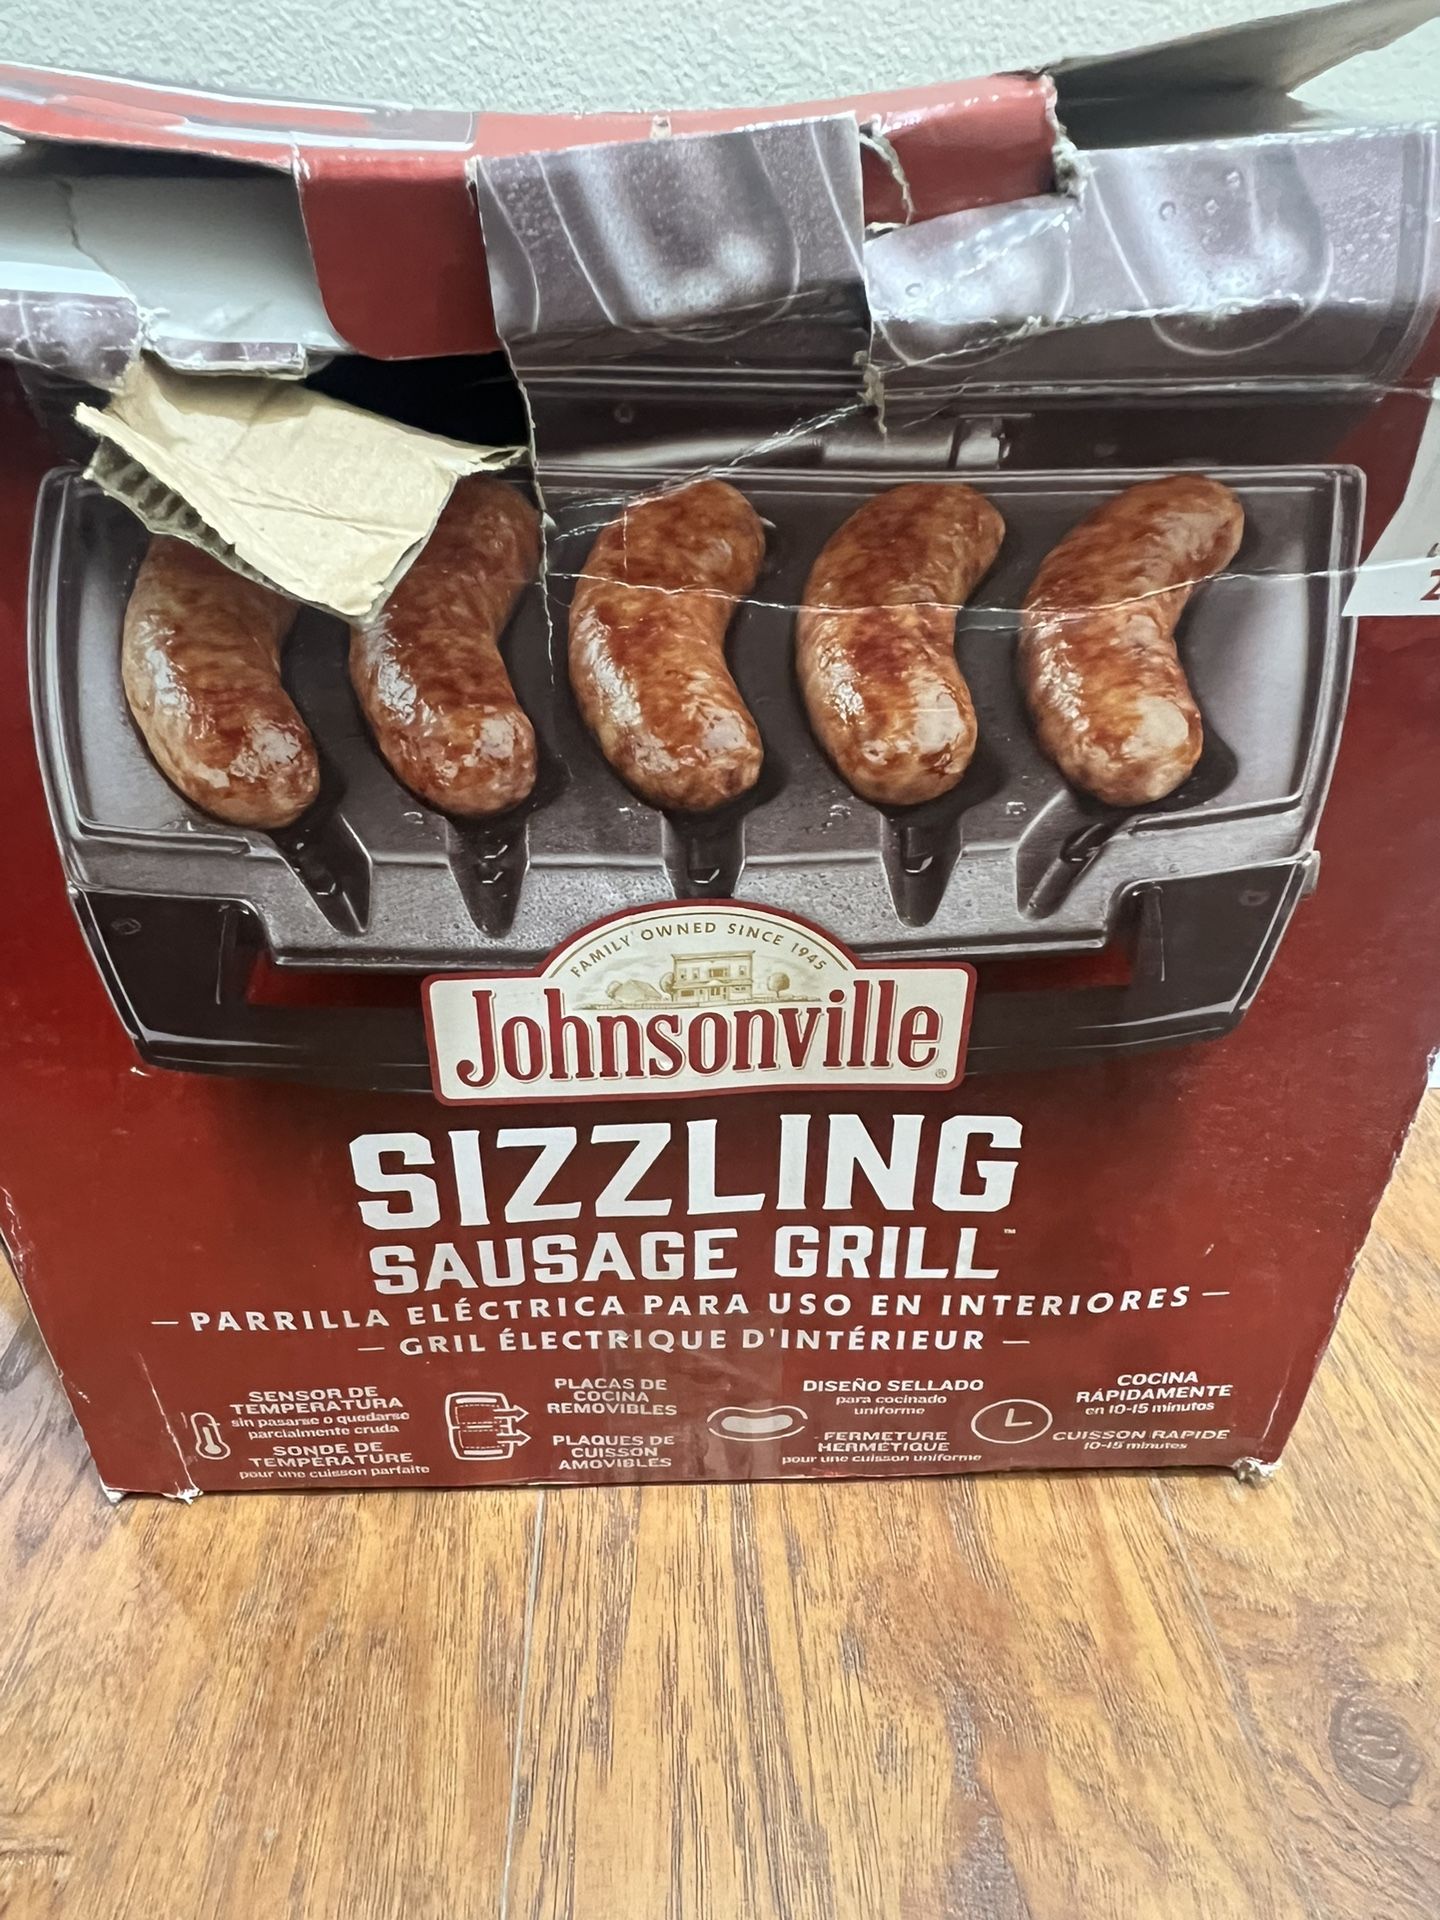 FAMILY OWNED SINCE 1945
Johnsonville
SIZZLING
SAUSAGE GRILL™
— PARRILLA ELÉCTRICA PARA USO EN INTERIORES —
— GRIL ÉLECTRIQUE D'INTÉRIEUR —
SENSOR DE
TEMPERATURA
sin pasarse o quedarse
parcialmente cruda
SONDE DE
TEMPÉRATURE
pour une cuisson parfaite
PLACAS DE
COCINA
REMOVIBLES
PLAQUES DE
CUISSON
AMOVIBLES
DISEÑO SELLADO
para cocinado
uniforme
FERMETURE
HERMÉTIQUE
pour une cuisson uniforme
COCINA
RÁPIDAMENTE
en 10-15 minutos
CUISSON RAPIDE
10-15 minutes